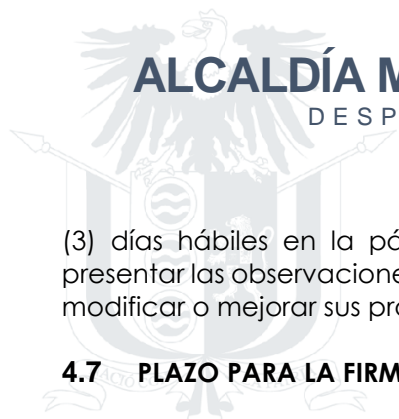 ALCALDÍA M
DESP
(3) días hábiles en la pá
presentar las observacione
modificar o mejorar sus pro
4.7 PLAZO PARA LA FIRM